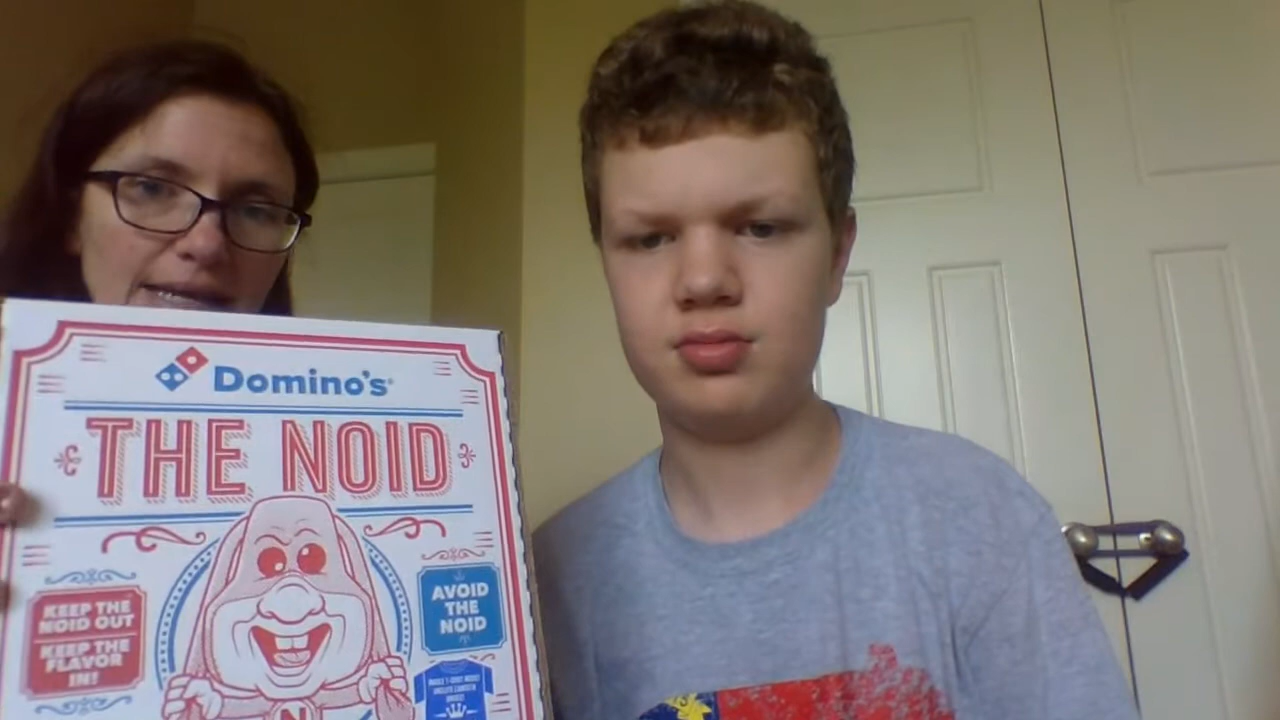 Domino's
THE NOID
KEEP THE
NOID OUT
KEEP THE
FLAVOR
IN!
AVOID
THE
NOID
N